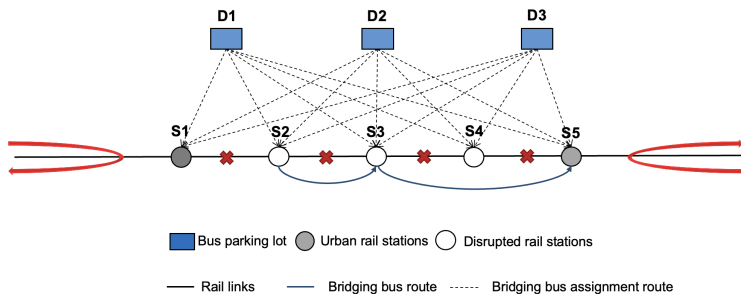 D1 D2 D3
S1 S2 S3 S4 S5
Bus parking lot Urban rail stations Disrupted rail stations
Rail links Bridging bus route Bridging bus assignment route